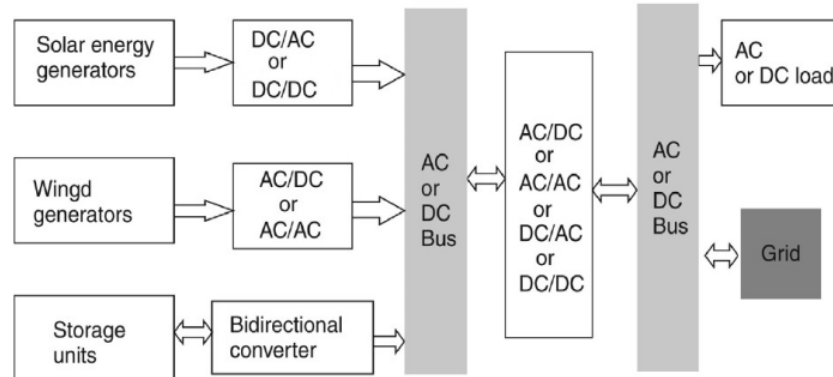 Solar energy
generators
DC/AC
or
DC/DC
Wingd
generators
AC/DC
or
AC/AC
Storage
units
Bidirectional
converter
AC
or
DC
Bus
AC/DC
or
AC/AC
or
DC/AC
or
DC/DC
AC
or
DC
Bus
AC
or DC load
Grid